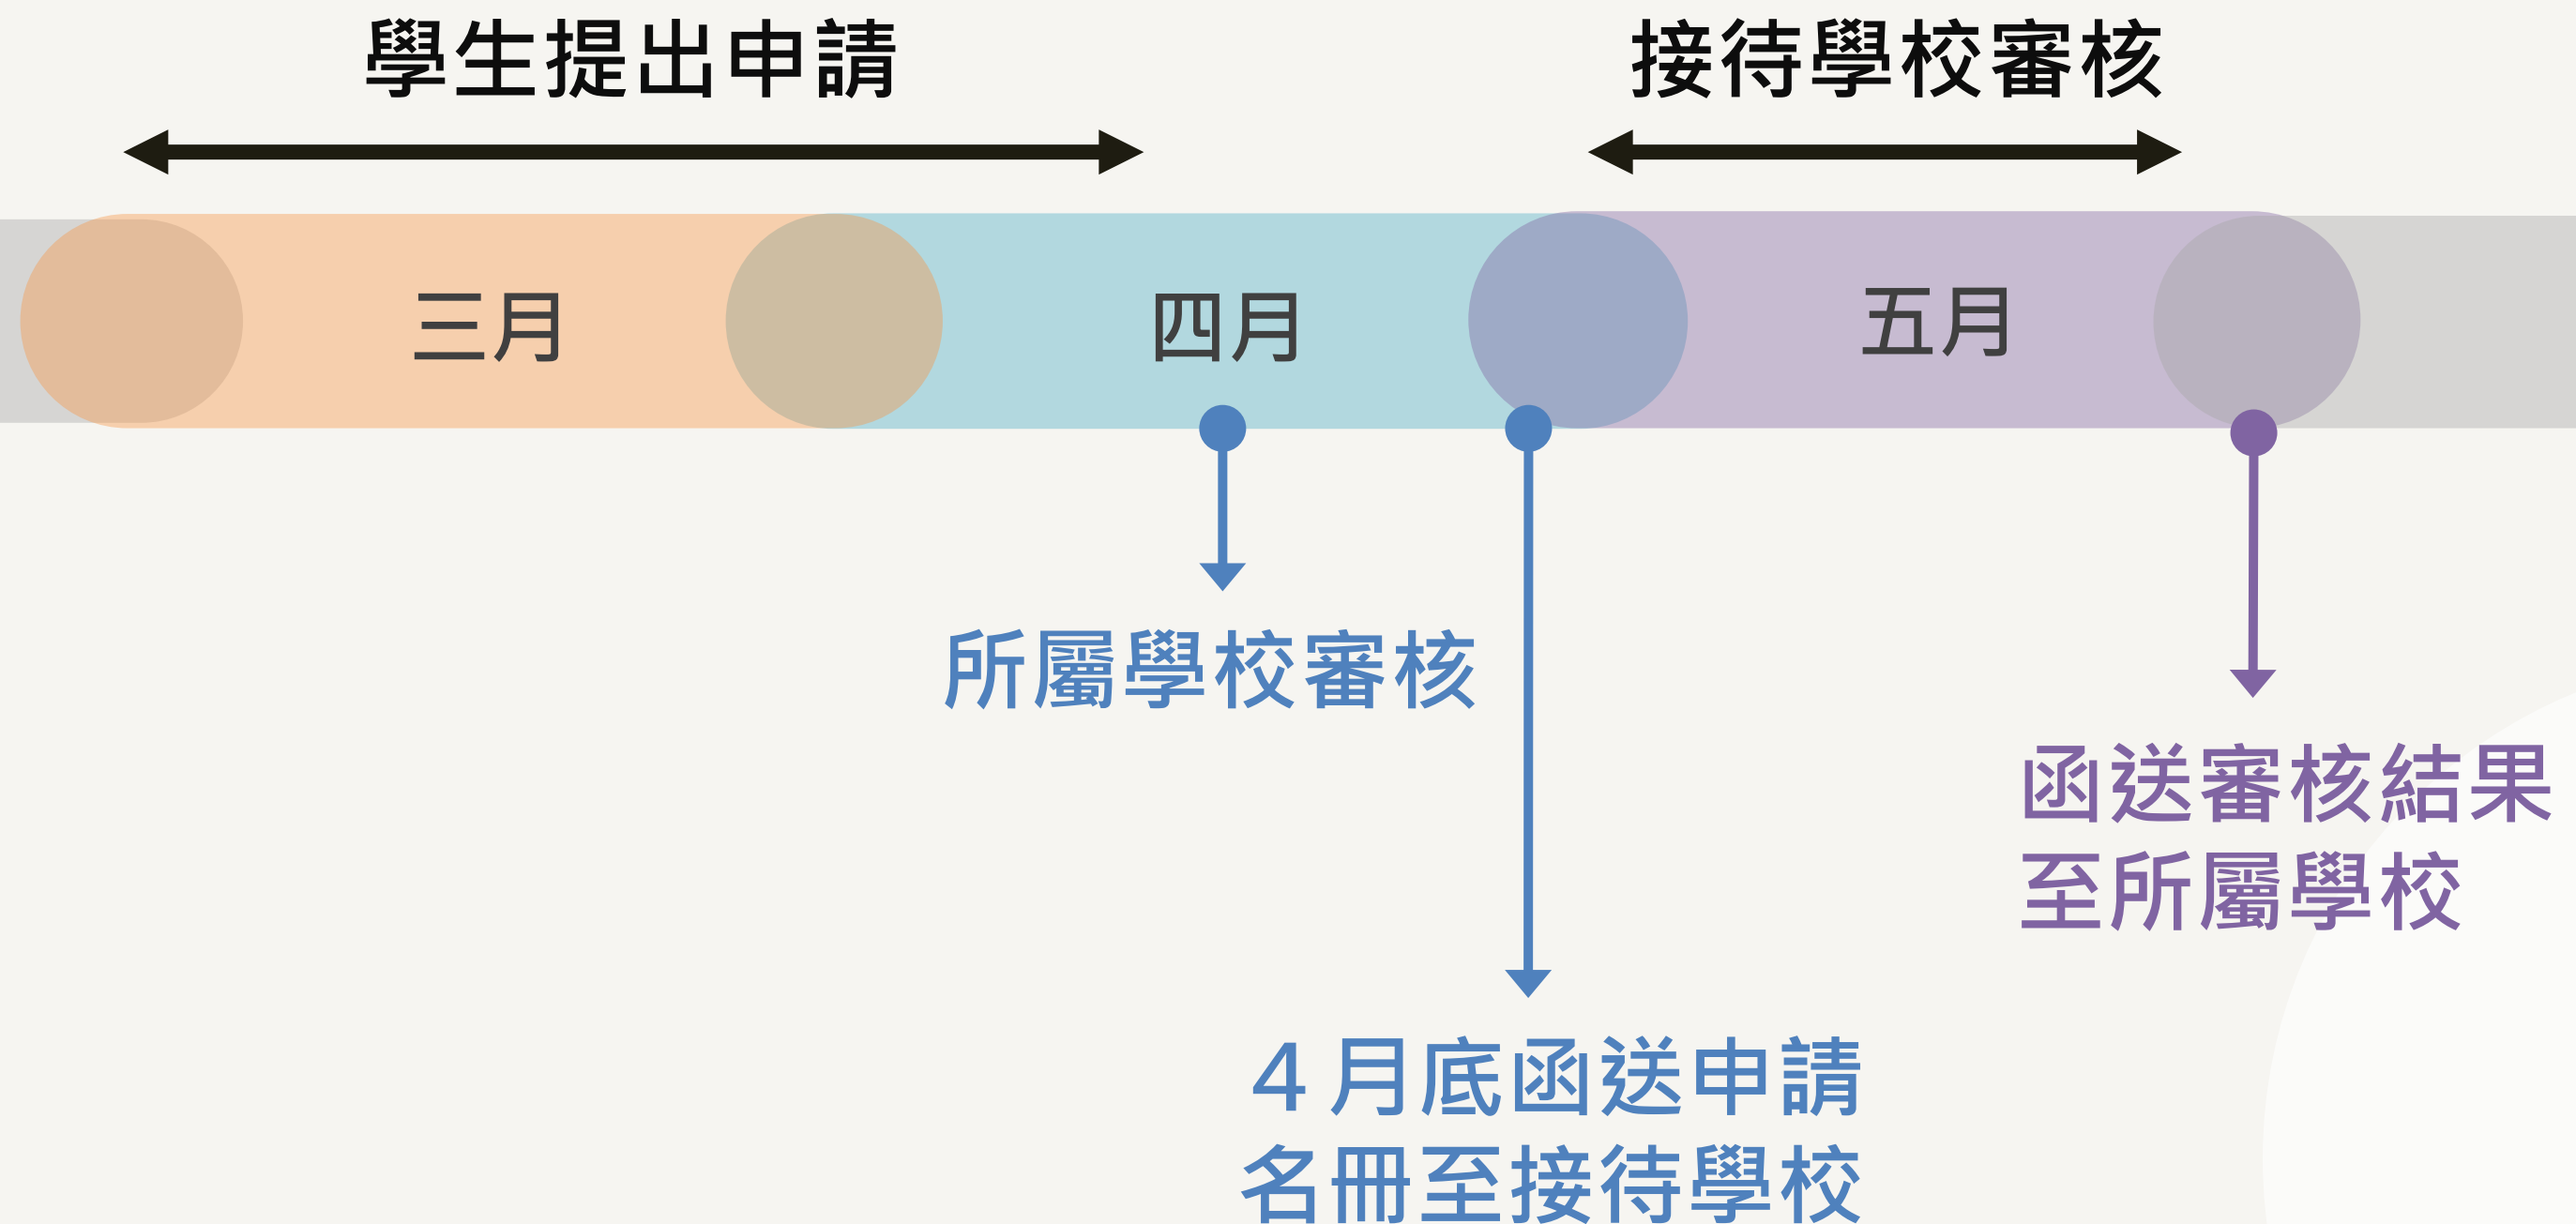 學生提出申請
接待學校審核
三月
四月
五月
所屬學校審核
函送審核結果
至所屬學校
4 月底函送申請
名冊至接待學校